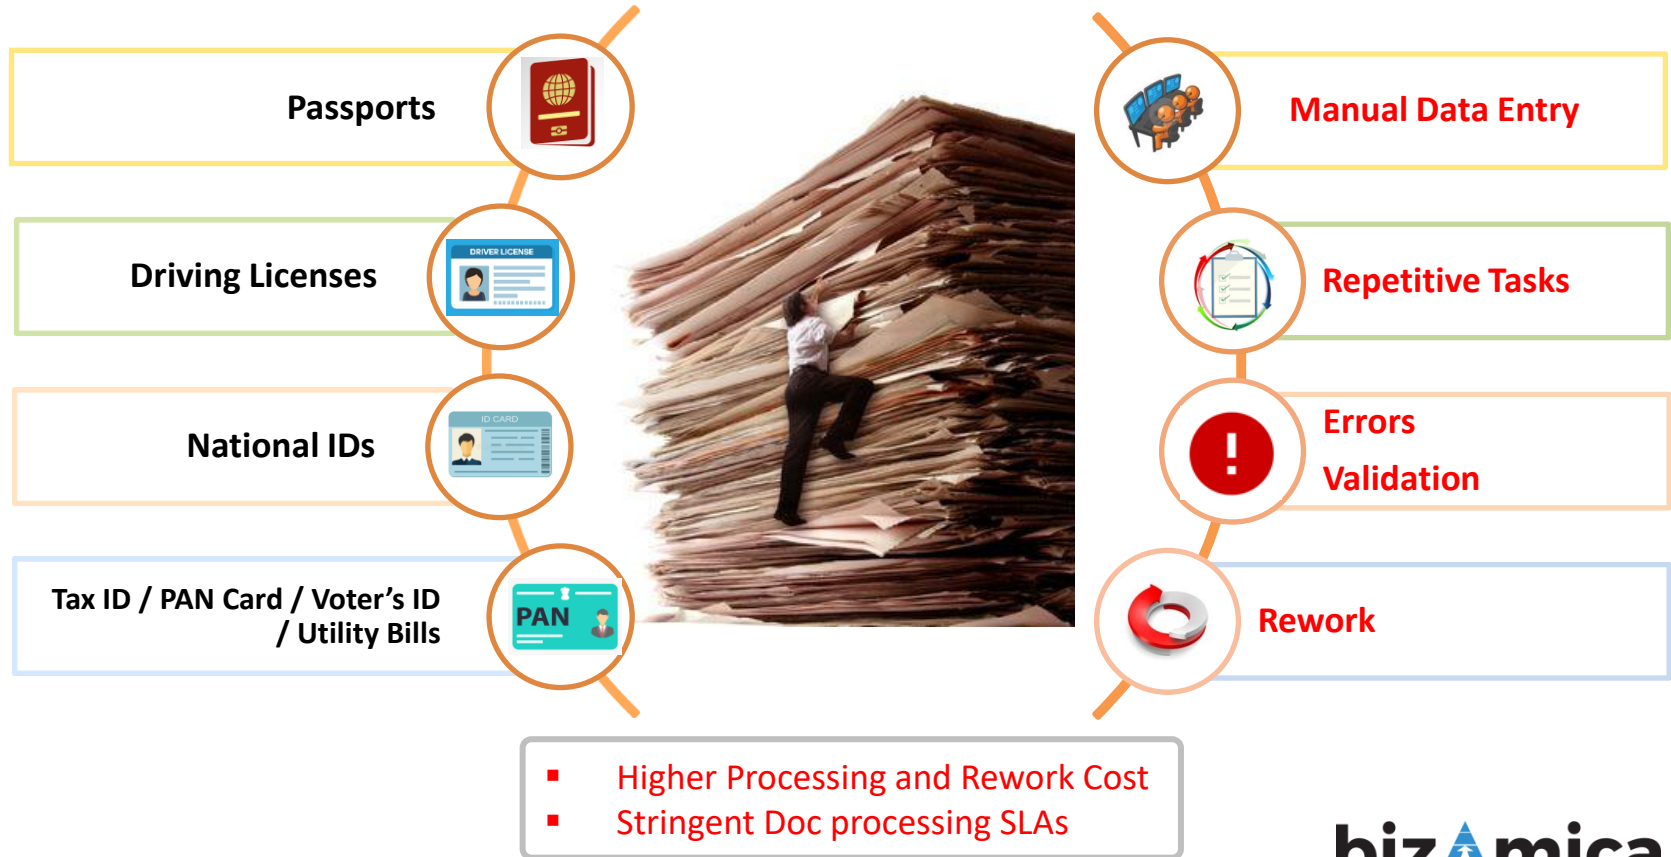 Passports
Driving Licenses
DRIVER LICENSE
National IDs
ID CARD
Tax ID / PAN Card / Voter’s ID
/ Utility Bills
PAN
Manual Data Entry
Repetitive Tasks
Errors
Validation
Rework
▪ Higher Processing and Rework Cost
▪ Stringent Doc processing SLAs
bizAmica